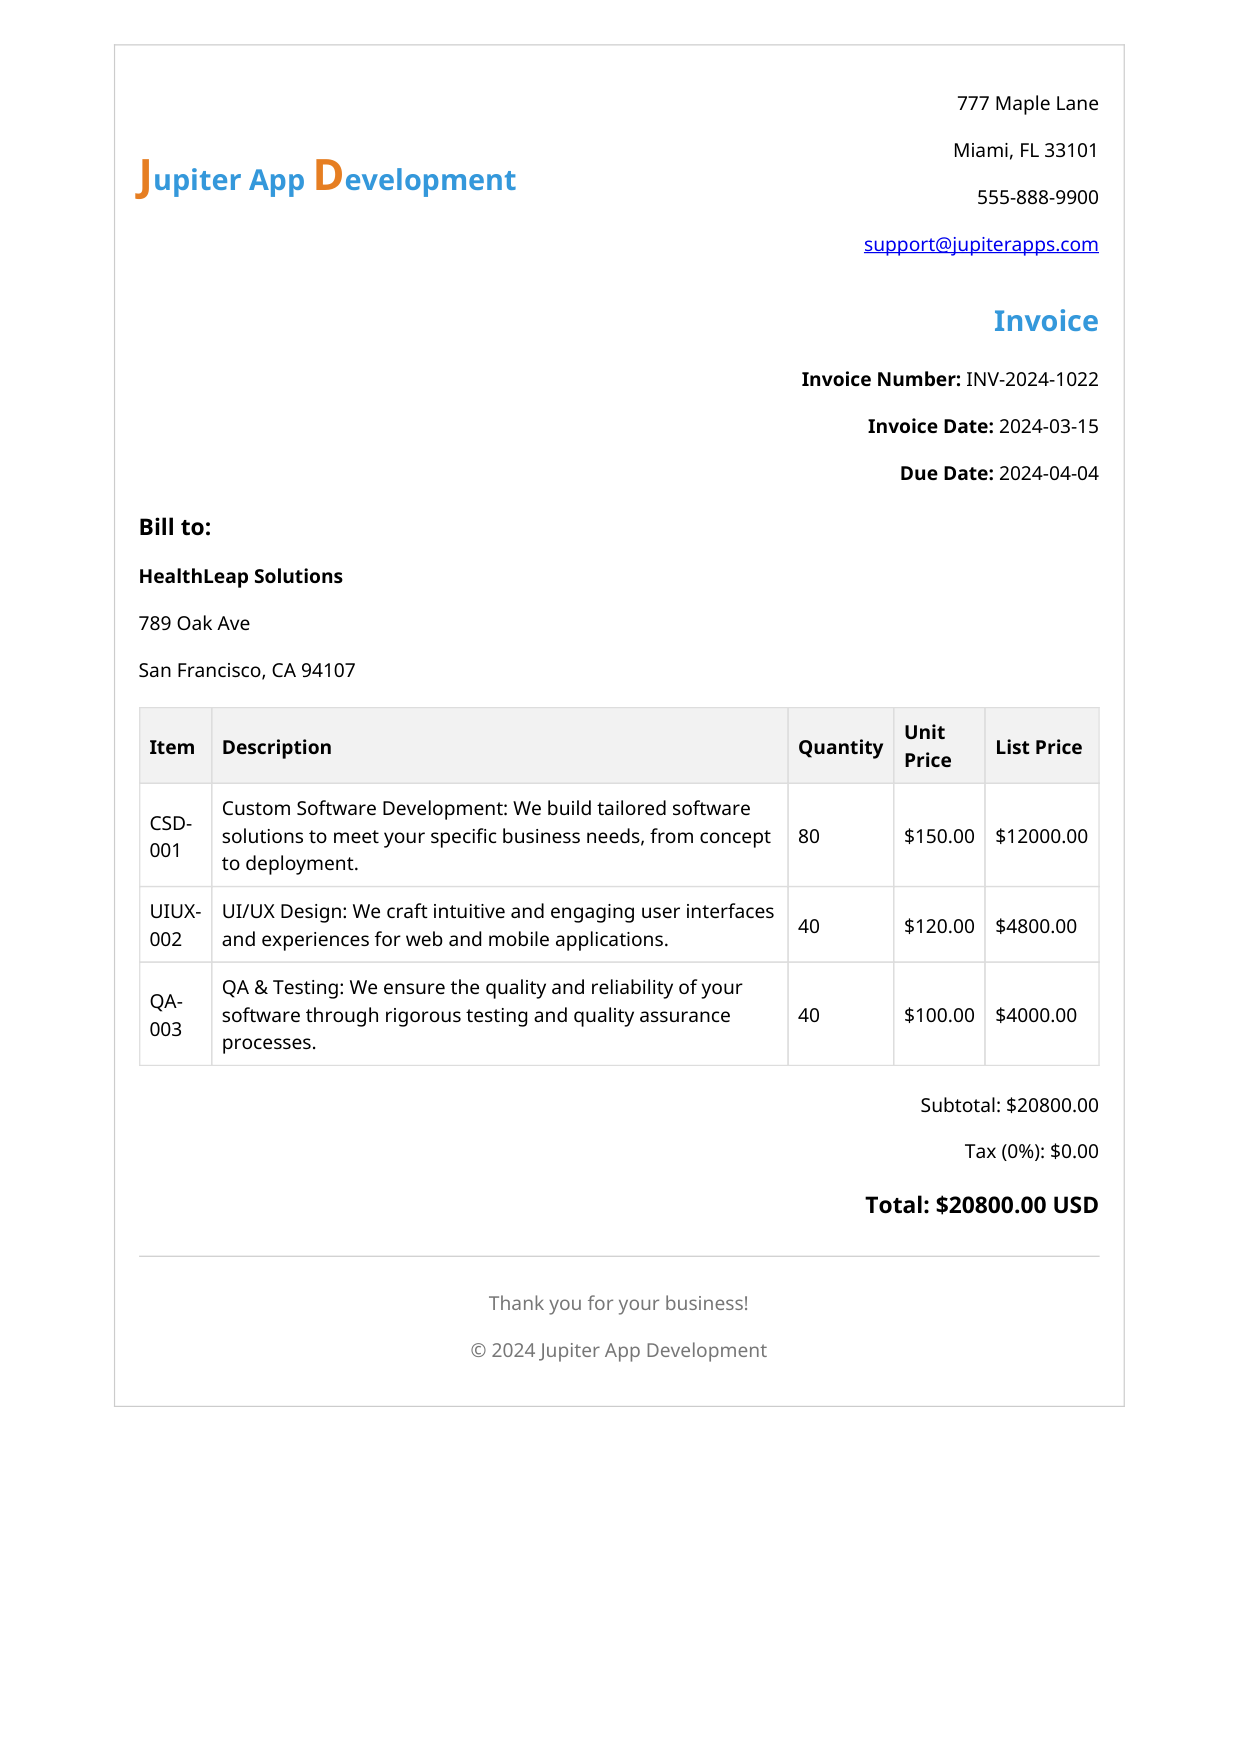 Jupiter App Development
777 Maple Lane
Miami, FL 33101
555-888-9900
support@jupiterapps.com
Invoice
Invoice Number: INV-2024-1022
Invoice Date: 2024-03-15
Due Date: 2024-04-04
Bill to:
HealthLeap Solutions
789 Oak Ave
San Francisco, CA 94107
Item Description Quantity Unit Price List Price
CSD-001 Custom Software Development: We build tailored software solutions to meet your specific business needs, from concept to deployment. 80 $150.00 $12000.00
UIUX-002 UI/UX Design: We craft intuitive and engaging user interfaces and experiences for web and mobile applications. 40 $120.00 $4800.00
QA-003 QA & Testing: We ensure the quality and reliability of your software through rigorous testing and quality assurance processes. 40 $100.00 $4000.00
Subtotal: $20800.00
Tax (0%): $0.00
Total: $20800.00 USD
Thank you for your business!
© 2024 Jupiter App Development